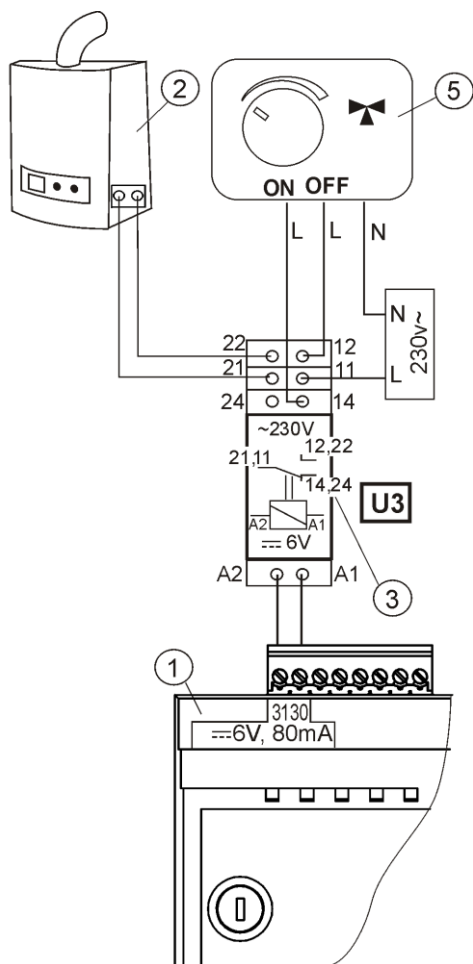 2
5
ON OFF
L L N
N
230v~
L
22 12
21 11
24 14
~230V
12,22
21,11
14,24
U3
A2 A1
⎓ 6V
A2 A1
3
1
3130
⎓6V, 80mA